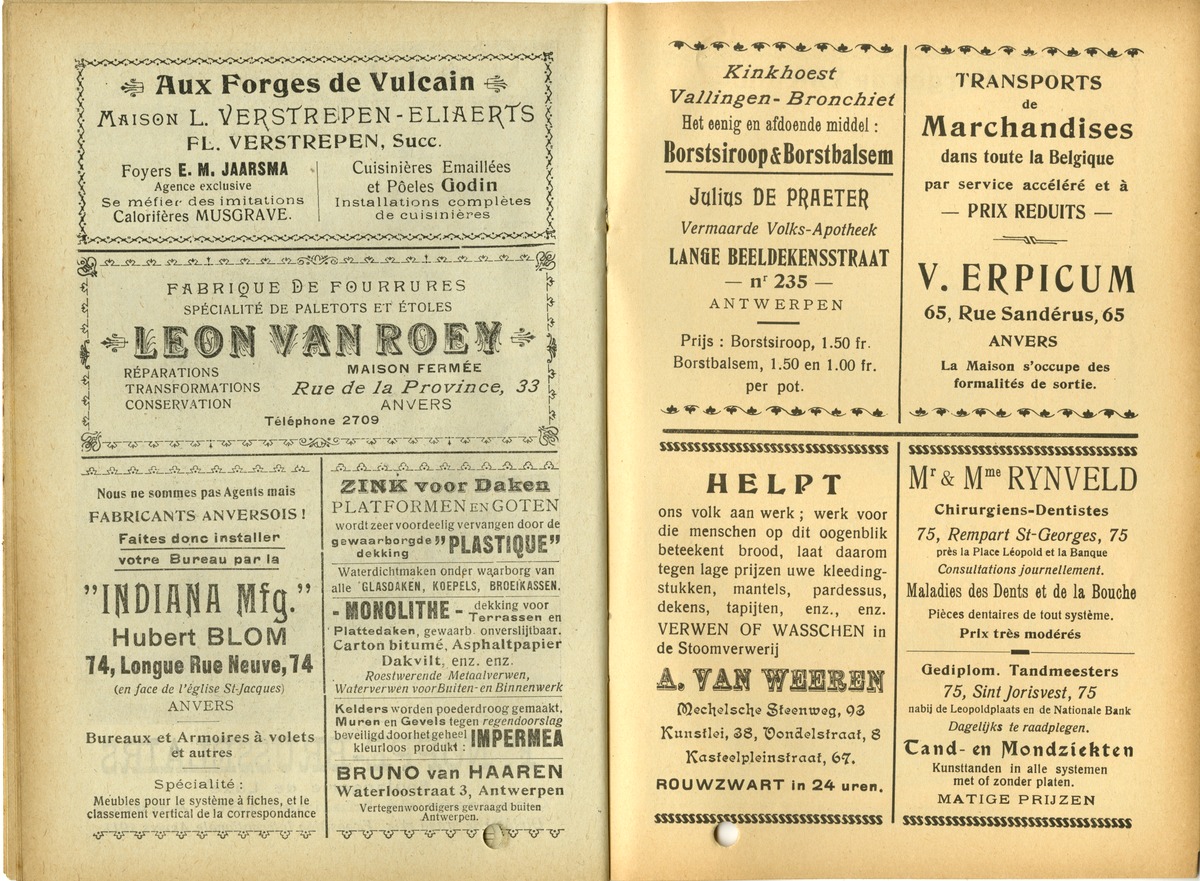 Aux Forges de Vulcain
MAISON L. VERSTREPEN-ELIAERTS
FL. VERSTREPEN, Succ.
Foyers E. M. JAARSMA
Agence exclusive
Se méfier des imitations
Calorifères MUSGRAVE.
Cuisinières Emaillées
et Pôeles Godin
Installations complètes
de cuisinières
FABRIQUE DE FOURRURES
SPÉCIALITÉ DE PALETOTS ET ÉTOLES
LEON VAN ROEY
RÉPARATIONS
TRANSFORMATIONS
CONSERVATION
MAISON FERMÉE
Rue de la Province, 33
ANVERS
Téléphone 2709
Nous ne sommes pas Agents mais
FABRICANTS ANVERSOIS !
Faites donc installer
votre Bureau par la
"INDIANA Mfg."
Hubert BLOM
74, Longue Rue Neuve, 74
(en face de l'église St-Jacques)
ANVERS
Bureaux et Armoires à volets
et autres
Spécialité :
Meubles pour le système à fiches, et le
classement vertical de la correspondance
ZINK voor Daken
PLATFORMEN EN GOTEN
wordt zeer voordeelig vervangen door de
gewaarborgde dekking "PLASTIQUE"
Waterdichtmaken onder waarborg van
alle GLASDAKEN, KOEPELS, BROEIKASSEN.
- MONOLITHE - dekking voor
Terrassen en
Plattedaken, gewaarb. onverslijtbaar.
Carton bitumé, Asphaltpapier
Dakvilt, enz. enz.
Roestwerende Metaalverwen,
Waterverwen voor Buiten- en Binnenwerk
Kelders worden poederdroog gemaakt,
Muren en Gevels tegen regendoorslag
beveiligd door het geheel
kleurloos produkt : IMPERMEA
BRUNO van HAAREN
Waterloostraat 3, Antwerpen
Vertegenwoordigers gevraagd buiten
Antwerpen.
Kinkhoest
Vallingen- Bronchiet
Het eenig en afdoende middel :
Borstsiroop & Borstbalsem
Julius DE PRAETER
Vermaarde Volks-Apotheek
LANGE BEELDEKENSSTRAAT
— nr 235 —
ANTWERPEN
Prijs : Borstsiroop, 1.50 fr.
Borstbalsem, 1.50 en 1.00 fr.
per pot.
TRANSPORTS
de
Marchandises
dans toute la Belgique
par service accéléré et à
— PRIX REDUITS —
V. ERPICUM
65, Rue Sandérus, 65
ANVERS
La Maison s'occupe des
formalités de sortie.
HELPT
ons volk aan werk ; werk voor
die menschen op dit oogenblik
beteekent brood, laat daarom
tegen lage prijzen uwe kleeding-
stukken, mantels, pardessus,
dekens, tapijten, enz., enz.
VERWEN OF WASSCHEN in
de Stoomverwerij
A. VAN WEEREN
Mechelsche Steenweg, 93
Kunstlei, 38, Vondelstraat, 8
Kasteelpleinstraat, 67.
ROUWZWART in 24 uren.
Mr & Mme RYNVELD
Chirurgiens-Dentistes
75, Rempart St-Georges, 75
près la Place Léopold et la Banque
Consultations journellement.
Maladies des Dents et de la Bouche
Pièces dentaires de tout système.
Prix très modérés
Gediplom. Tandmeesters
75, Sint Jorisvest, 75
nabij de Leopoldplaats en de Nationale Bank
Dagelijks te raadplegen.
Tand- en Mondziekten
Kunsttanden in alle systemen
met of zonder platen.
MATIGE PRIJZEN